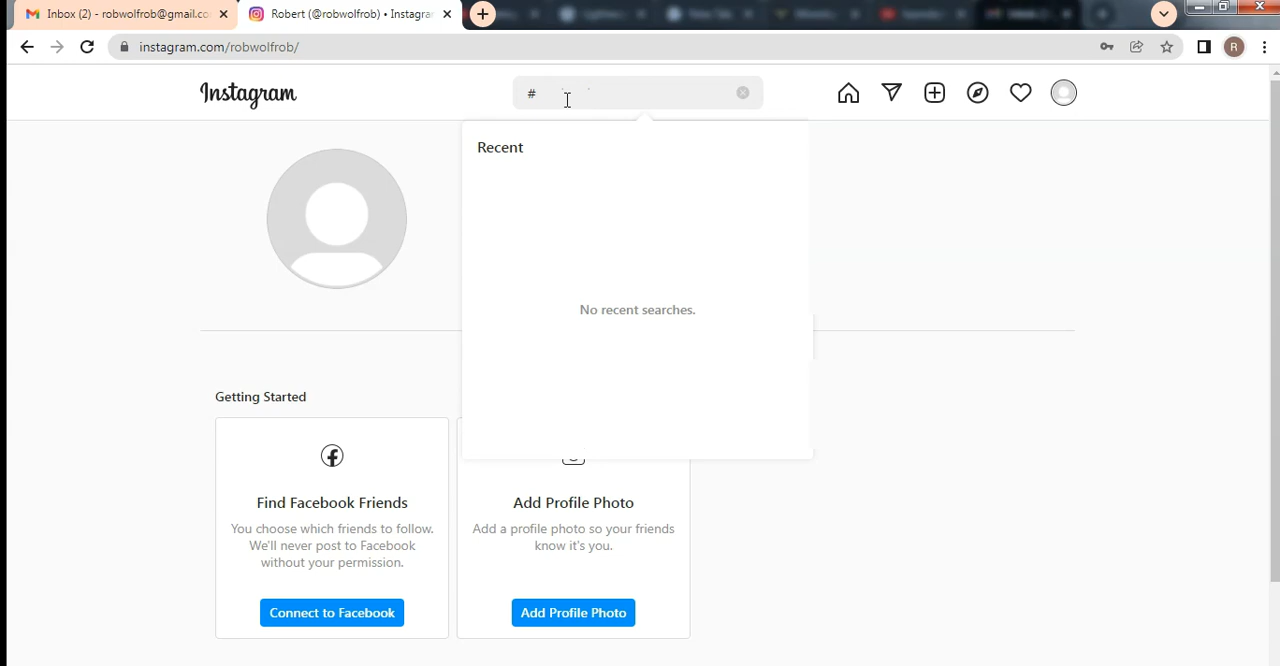 Inbox (2) - robwolfrob@gmail.co
Robert (@robwolfrob) • Instagra
instagram.com/robwolfrob/
R
Instagram
#
Recent
No recent searches.
Getting Started
Find Facebook Friends
You choose which friends to follow.
We'll never post to Facebook
without your permission.
Connect to Facebook
Add Profile Photo
Add a profile photo so your friends
know it's you.
Add Profile Photo